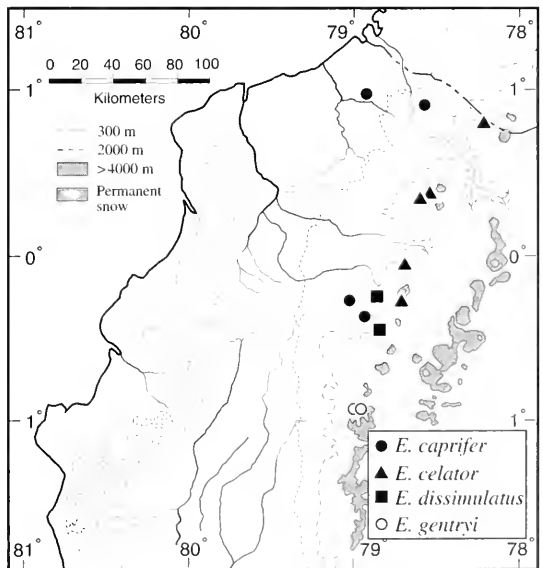 81° 80° 79° 78°
0 20 40 60 80 100
Kilometers
300 m
2000 m
>4000 m
Permanent
snow
1° 1°
0° 0°
1° 1°
E. caprifer
E. celator
E. dissimulatus
E. gentryi
81° 80° 79° 78°